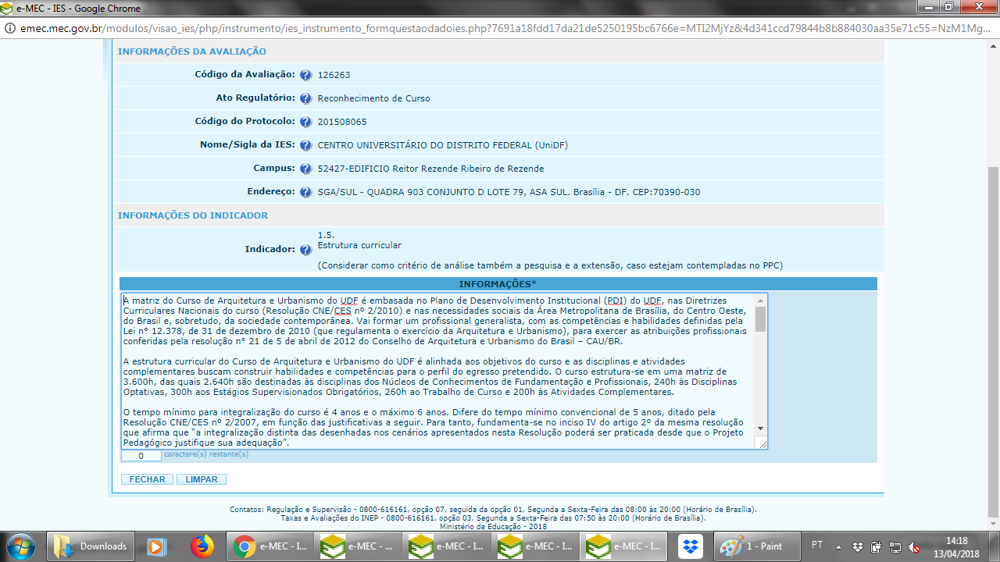 e-MEC - IES - Google Chrome
emec.mec.gov.br/modulos/visao_ies/php/instrumento/ies_instrumento_formquestaodadoies.php?7691a18fdd17da21de5250195bc6766e=MTI2MjYz&4d341ccd79844b8b884030aa35e71c55=NzM1Mg...
INFORMAÇÕES DA AVALIAÇÃO
Código da Avaliação: ? 126263
Ato Regulatório: ? Reconhecimento de Curso
Código do Protocolo: ? 201508065
Nome/Sigla da IES: ? CENTRO UNIVERSITÁRIO DO DISTRITO FEDERAL (UniDF)
Campus: ? 52427-EDIFICIO Reitor Rezende Ribeiro de Rezende
Endereço: ? SGA/SUL - QUADRA 903 CONJUNTO D LOTE 79, ASA SUL. Brasília - DF. CEP:70390-030
INFORMAÇÕES DO INDICADOR
1.5.
Indicador: ? Estrutura curricular
(Considerar como critério de análise também a pesquisa e a extensão, caso estejam contempladas no PPC)
INFORMAÇÕES*
A matriz do Curso de Arquitetura e Urbanismo do UDF é embasada no Plano de Desenvolvimento Institucional (PDI) do UDF, nas Diretrizes
Curriculares Nacionais do curso (Resolução CNE/CES nº 2/2010) e nas necessidades sociais da Área Metropolitana de Brasília, do Centro Oeste,
do Brasil e, sobretudo, da sociedade contemporânea. Vai formar um profissional generalista, com as competências e habilidades definidas pela
Lei n° 12.378, de 31 de dezembro de 2010 (que regulamenta o exercício da Arquitetura e Urbanismo), para exercer as atribuições profissionais
conferidas pela resolução n° 21 de 5 de abril de 2012 do Conselho de Arquitetura e Urbanismo do Brasil – CAU/BR.
A estrutura curricular do Curso de Arquitetura e Urbanismo do UDF é alinhada aos objetivos do curso e as disciplinas e atividades
complementares buscam construir habilidades e competências para o perfil do egresso pretendido. O curso estrutura-se em uma matriz de
3.600h, das quais 2.640h são destinadas às disciplinas dos Núcleos de Conhecimentos de Fundamentação e Profissionais, 240h às Disciplinas
Optativas, 300h aos Estágios Supervisionados Obrigatórios, 260h ao Trabalho de Curso e 200h às Atividades Complementares.
O tempo mínimo para integralização do curso é 4 anos e o máximo 6 anos. Difere do tempo mínimo convencional de 5 anos, ditado pela
Resolução CNE/CES nº 2/2007, em função das justificativas a seguir. Para tanto, fundamenta-se no inciso IV do artigo 2º da mesma resolução
que afirma que “a integralização distinta das desenhadas nos cenários apresentados nesta Resolução poderá ser praticada desde que o Projeto
Pedagógico justifique sua adequação”.
0 caractere(s) restante(s)
FECHAR LIMPAR
Contatos: Regulação e Supervisão - 0800-616161, opção 07, seguida da opção 01, Segunda a Sexta-Feira das 08:00 às 20:00 (Horário de Brasília).
Taxas e Avaliações do INEP - 0800-616161, opção 03, Segunda a Sexta-Feira das 07:50 às 20:00 (Horário de Brasília).
Ministério da Educação - 2018
Downloads e-MEC - I... e-MEC - ... e-MEC - I... e-MEC - I... e-MEC - I... 1 - Paint PT 14:18
13/04/2018